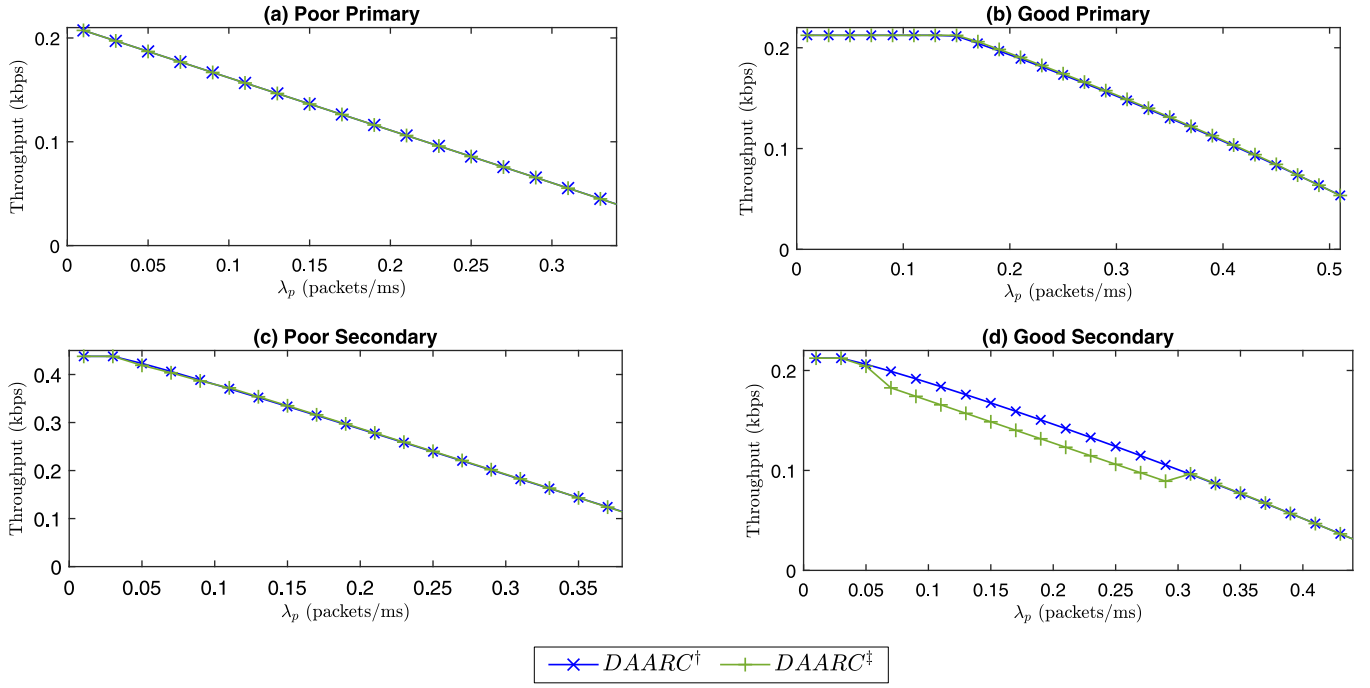 (a) Poor Primary
Throughput (kbps)
0.2
0.1
0
0 0.05 0.1 0.15 0.2 0.25 0.3
λp (packets/ms)
(b) Good Primary
Throughput (kbps)
0.2
0.1
0
0 0.1 0.2 0.3 0.4 0.5
λp (packets/ms)
(c) Poor Secondary
Throughput (kbps)
0.4
0.3
0.2
0.1
0
0 0.05 0.1 0.15 0.2 0.25 0.3 0.35
λp (packets/ms)
(d) Good Secondary
Throughput (kbps)
0.2
0.1
0
0 0.05 0.1 0.15 0.2 0.25 0.3 0.35 0.4
λp (packets/ms)
DAARC† DAARC‡